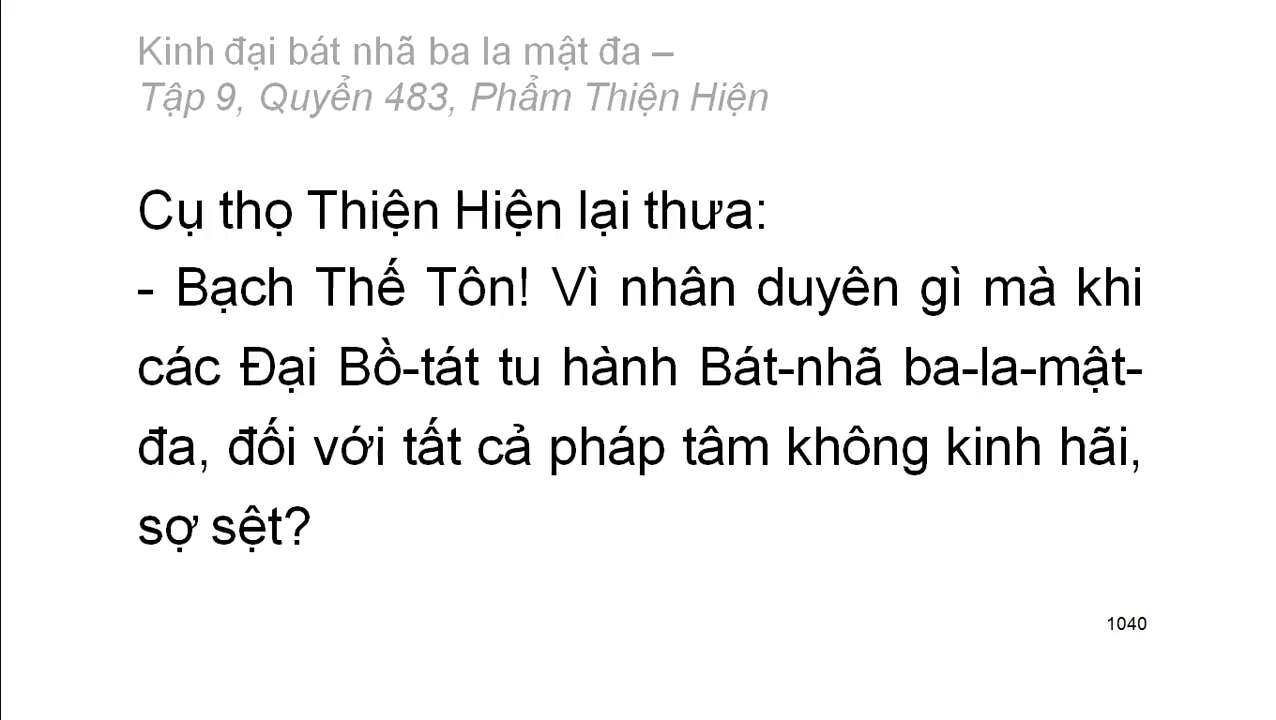 Kinh đại bát nhã ba la mật đa –
Tập 9, Quyển 483, Phẩm Thiện Hiện
Cụ thọ Thiện Hiện lại thưa:
- Bạch Thế Tôn! Vì nhân duyên gì mà khi
các Đại Bồ-tát tu hành Bát-nhã ba-la-mật-
đa, đối với tất cả pháp tâm không kinh hãi,
sợ sệt?
1040